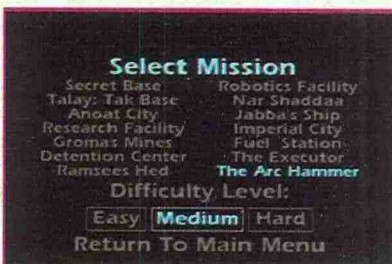 Select Mission
Secret Base Robotics Facility
Talay: Tak Base Nar Shaddaa
Anoat City Jabba's Ship
Research Facility Imperial City
Gromas Mines Fuel Station
Detention Center The Executor
Ramsees Hed The Arc Hammer
Difficulty Level:
Easy Medium Hard
Return To Main Menu